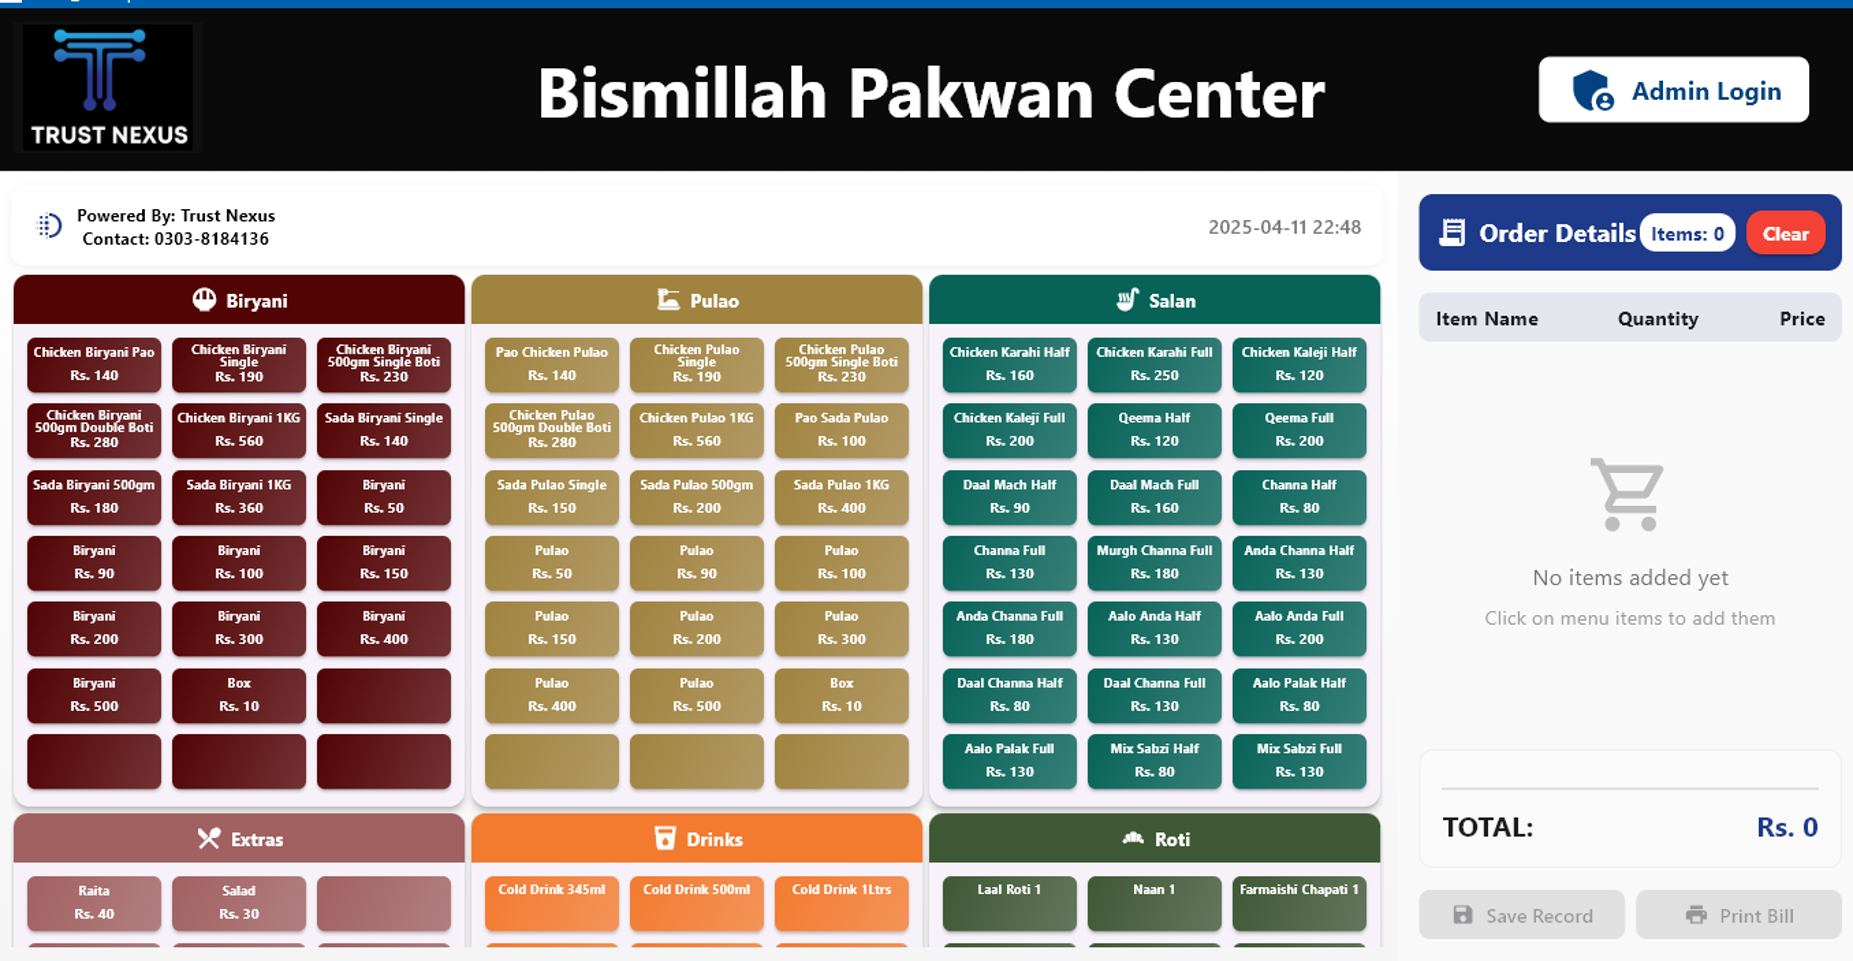 TRUST NEXUS
Bismillah Pakwan Center
Admin Login
Powered By: Trust Nexus
Contact: 0303-8184136
2025-04-11 22:48
Biryani
Chicken Biryani Pao
Rs. 140
Chicken Biryani
Single
Rs. 190
Chicken Biryani
500gm Single Boti
Rs. 230
Chicken Biryani
500gm Double Boti
Rs. 280
Chicken Biryani 1KG
Rs. 560
Sada Biryani Single
Rs. 140
Sada Biryani 500gm
Rs. 180
Sada Biryani 1KG
Rs. 360
Biryani
Rs. 50
Biryani
Rs. 90
Biryani
Rs. 100
Biryani
Rs. 150
Biryani
Rs. 200
Biryani
Rs. 300
Biryani
Rs. 400
Biryani
Rs. 500
Box
Rs. 10
Pulao
Pao Chicken Pulao
Rs. 140
Chicken Pulao
Single
Rs. 190
Chicken Pulao
500gm Single Boti
Rs. 230
Chicken Pulao
500gm Double Boti
Rs. 280
Chicken Pulao 1KG
Rs. 560
Pao Sada Pulao
Rs. 100
Sada Pulao Single
Rs. 150
Sada Pulao 500gm
Rs. 200
Sada Pulao 1KG
Rs. 400
Pulao
Rs. 50
Pulao
Rs. 90
Pulao
Rs. 100
Pulao
Rs. 150
Pulao
Rs. 200
Pulao
Rs. 300
Pulao
Rs. 400
Pulao
Rs. 500
Box
Rs. 10
Salan
Chicken Karahi Half
Rs. 160
Chicken Karahi Full
Rs. 250
Chicken Kaleji Half
Rs. 120
Chicken Kaleji Full
Rs. 200
Qeema Half
Rs. 120
Qeema Full
Rs. 200
Daal Mach Half
Rs. 90
Daal Mach Full
Rs. 160
Channa Half
Rs. 80
Channa Full
Rs. 130
Murgh Channa Full
Rs. 180
Anda Channa Half
Rs. 130
Anda Channa Full
Rs. 180
Aalo Anda Half
Rs. 130
Aalo Anda Full
Rs. 200
Daal Channa Half
Rs. 80
Daal Channa Full
Rs. 130
Aalo Palak Half
Rs. 80
Aalo Palak Full
Rs. 130
Mix Sabzi Half
Rs. 80
Mix Sabzi Full
Rs. 130
Extras
Raita
Rs. 40
Salad
Rs. 30
Drinks
Cold Drink 345ml
Cold Drink 500ml
Cold Drink 1Ltrs
Roti
Laal Roti 1
Naan 1
Farmaishi Chapati 1
Order Details
Items: 0
Clear
Item Name Quantity Price
No items added yet
Click on menu items to add them
TOTAL: Rs. 0
Save Record
Print Bill